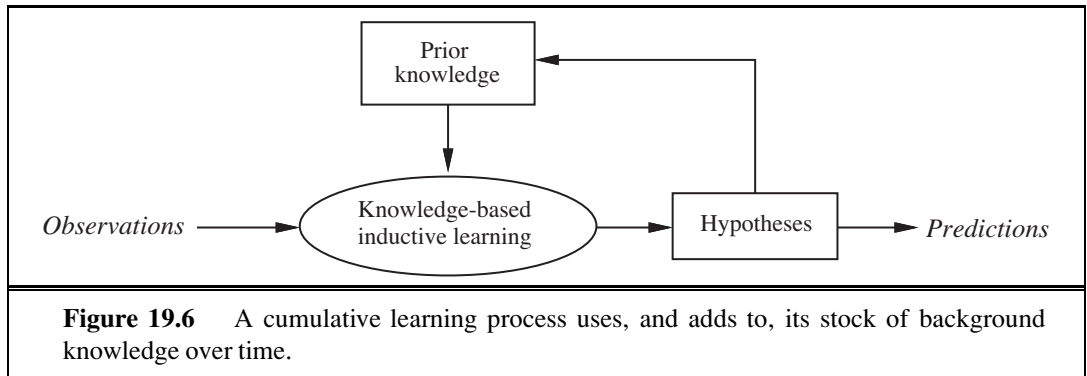 Prior
knowledge
Observations
Knowledge-based
inductive learning
Hypotheses
Predictions
Figure 19.6 A cumulative learning process uses, and adds to, its stock of background
knowledge over time.